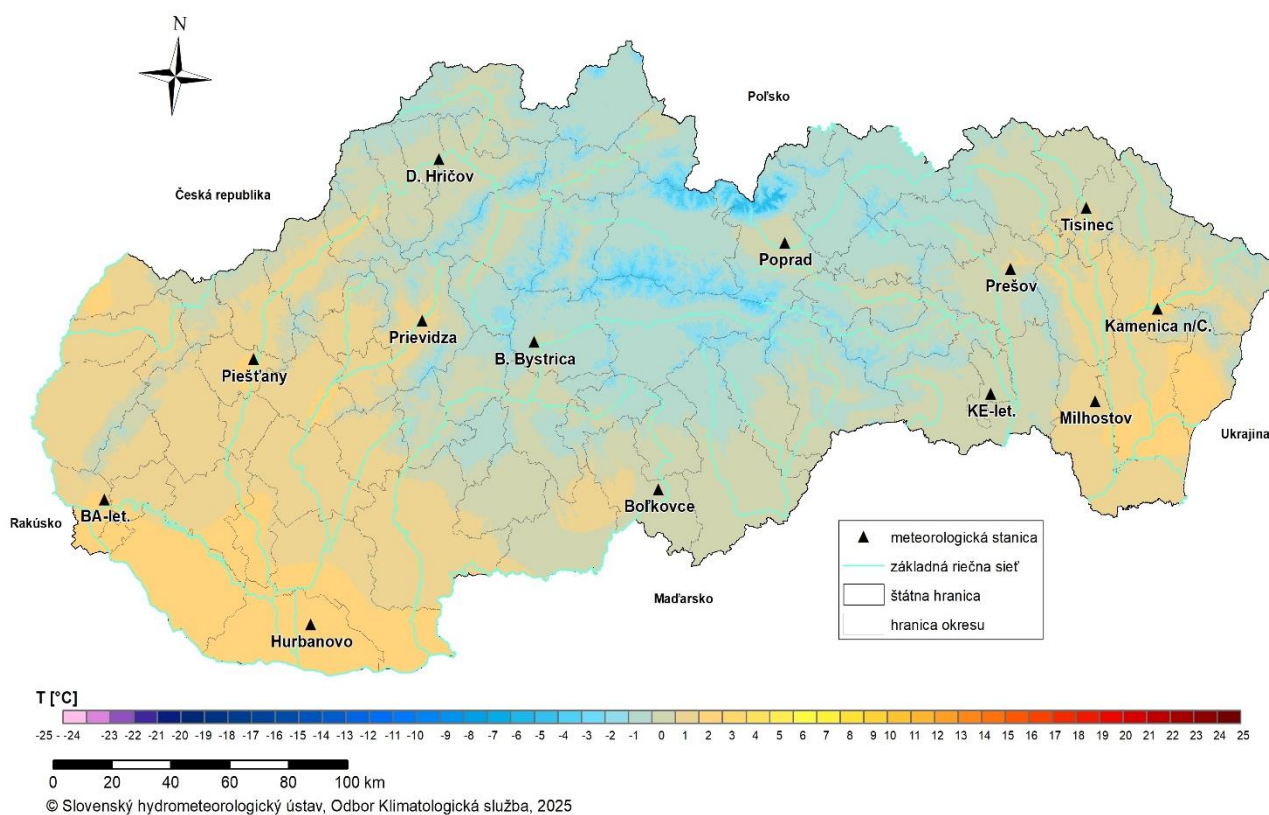 N
Poľsko
D. Hričov
Česká republika
Tisinec
Poprad
Prešov
Kamenica n/C.
Prievidza
B. Bystrica
Piešťany
KE-let.
Milhostov
Ukrajina
BA-let.
Boľkovce
Rakúsko
meteorologická stanica
základná riečna sieť
štátna hranica
hranica okresu
Maďarsko
Hurbanovo
T [°C]
-25 - -24 -23 -22 -21 -20 -19 -18 -17 -16 -15 -14 -13 -12 -11 -10 -9 -8 -7 -6 -5 -4 -3 -2 -1 0 1 2 3 4 5 6 7 8 9 10 11 12 13 14 15 16 17 18 19 20 21 22 23 24 25
0 20 40 60 80 100 km
© Slovenský hydrometeorologický ústav, Odbor Klimatologická služba, 2025